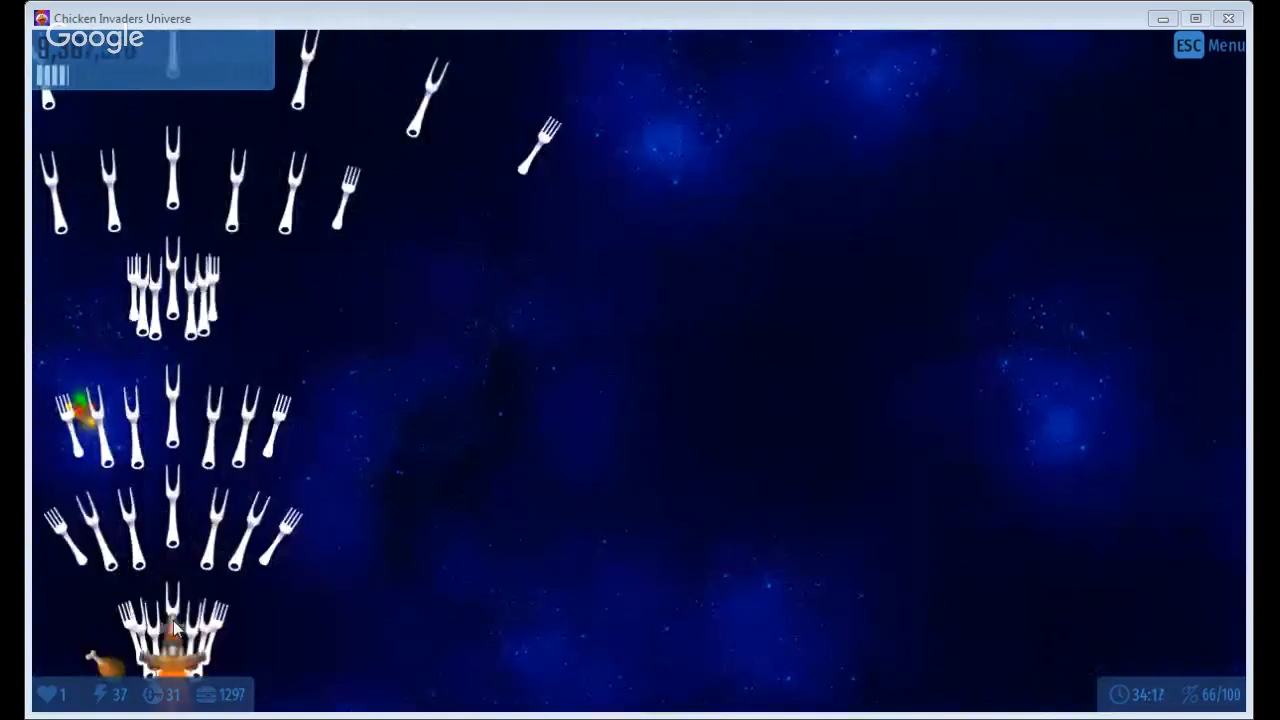 Chicken Invaders Universe
Google
ESC Menu
1 37 31 1297
34:17 66/100